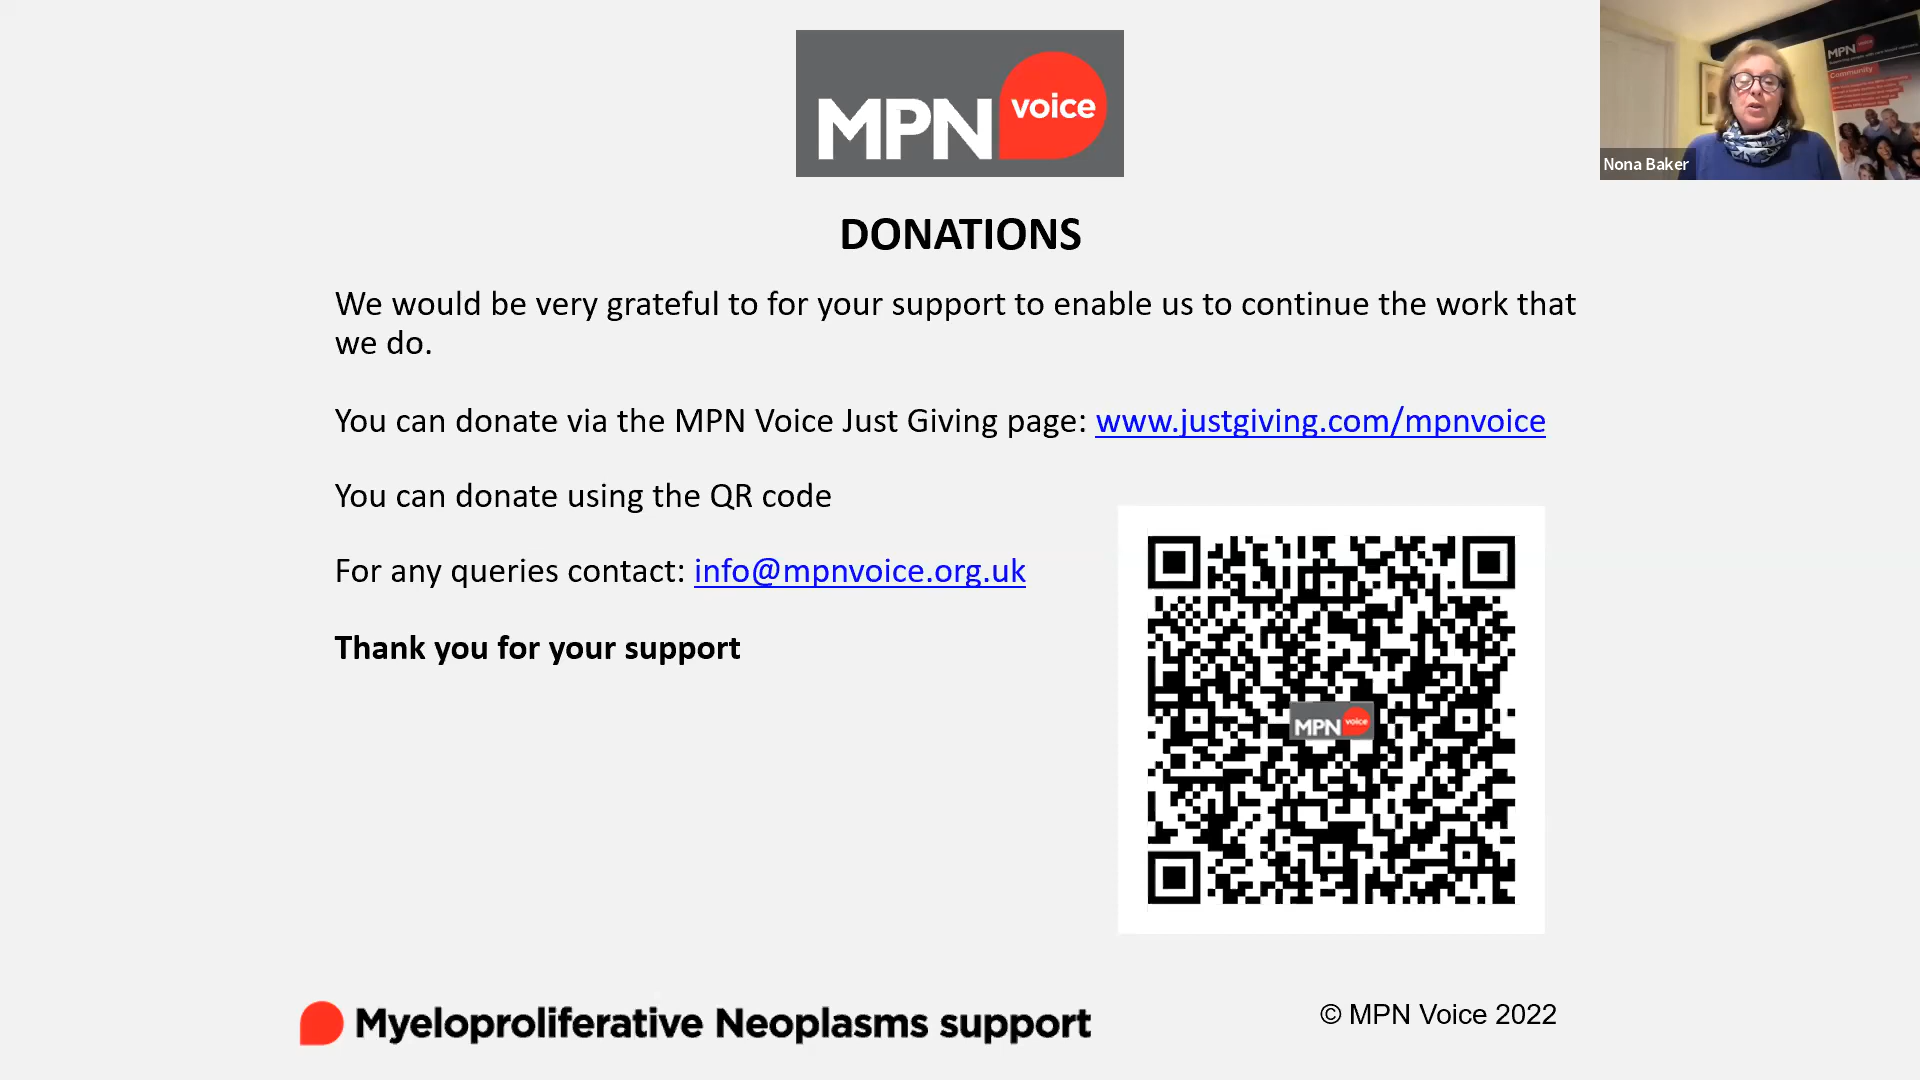 MPN voice
Nona Baker
MPN voice
Community
DONATIONS
We would be very grateful to for your support to enable us to continue the work that
we do.
You can donate via the MPN Voice Just Giving page: www.justgiving.com/mpnvoice
You can donate using the QR code
For any queries contact: info@mpnvoice.org.uk
Thank you for your support
MPN voice
Myeloproliferative Neoplasms support
© MPN Voice 2022